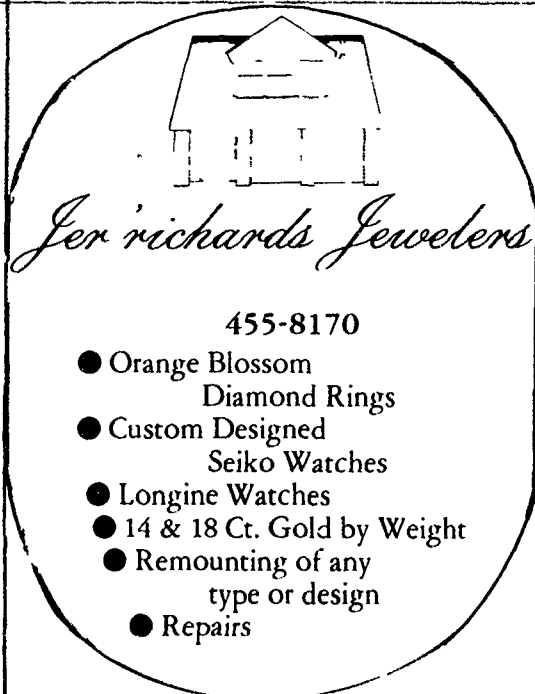 Jer'richards Jewelers
455-8170
● Orange Blossom
Diamond Rings
● Custom Designed
Seiko Watches
● Longine Watches
● 14 & 18 Ct. Gold by Weight
● Remounting of any
type or design
● Repairs